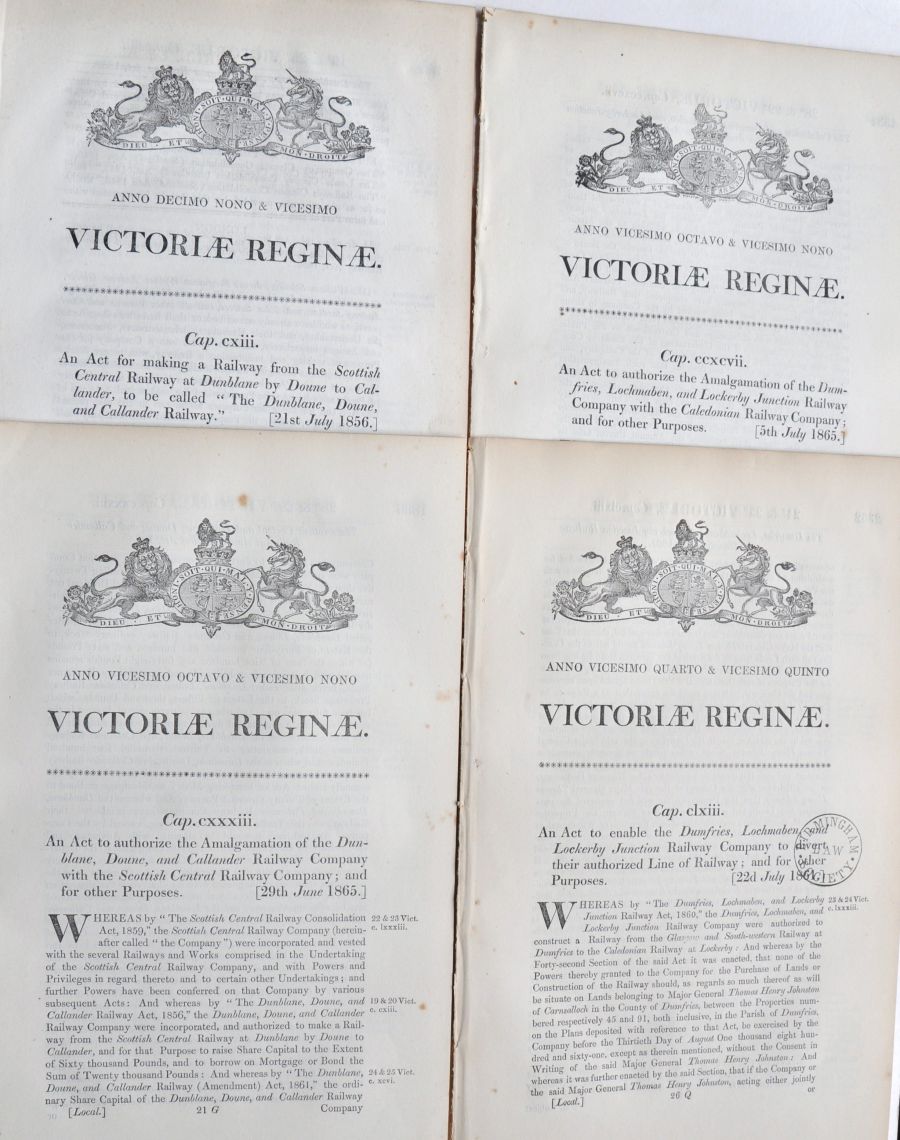 HONI·SOIT·QUI·MAL
DIEU · ET · MON·DROIT
ANNO DECIMO NONO & VICESIMO
VICTORIÆ REGINÆ.
Cap. cxiii.
An Act for making a Railway from the Scottish
Central Railway at Dunblane by Doune to Cal-
lander, to be called “The Dunblane, Doune,
and Callander Railway.” [21st July 1856.]
DIEU ET MON·DROIT
ANNO VICESIMO OCTAVO & VICESIMO NONO
VICTORIÆ REGINÆ.
Cap. ccxcvii.
An Act to authorize the Amalgamation of the Dum-
fries, Lochmaben, and Lockerby Junction Railway
Company with the Caledonian Railway Company;
and for other Purposes. [5th July 1865.]
HONI·SOIT·QUI·MAL
DIEU · ET · MON·DROIT
ANNO VICESIMO OCTAVO & VICESIMO NONO
VICTORIÆ REGINÆ.
Cap. cxxxiii.
An Act to authorize the Amalgamation of the Dun-
blane, Doune, and Callander Railway Company
with the Scottish Central Railway Company; and
for other Purposes. [29th June 1865.]
WHEREAS by “The Scottish Central Railway Consolidation 22 & 23 Vict.
Act, 1859,” the Scottish Central Railway Company (herein- c. lxxxiii.
after called “the Company”) were incorporated and vested
with the several Railways and Works comprised in the Undertaking
of the Scottish Central Railway Company, and with Powers and
Privileges in regard thereto and to certain other Undertakings; and
further Powers have been conferred on the Company by various
subsequent Acts: And whereas by “The Dunblane, Doune, and 19 & 20 Vict.
Callander Railway Act, 1856,” the Dunblane, Doune, and Callander c. cxiii.
Railway Company were incorporated, and authorized to make a Rail-
way from the Scottish Central Railway at Dunblane by Doune to
Callander, and for that Purpose to raise Share Capital to the Extent
of Sixty thousand Pounds, and to borrow on Mortgage or Bond the
Sum of Twenty thousand Pounds: And whereas by “The Dunblane, 24 & 25 Vict.
Doune, and Callander Railway (Amendment) Act, 1861,” the ordi- c. xcvi.
nary Share Capital of the Dunblane, Doune, and Callander Railway
[Local.] 21 G Company
HONI·SOIT·QUI·MAL
DIEU · ET · MON·DROIT
ANNO VICESIMO QUARTO & VICESIMO QUINTO
VICTORIÆ REGINÆ.
Cap. clxiii.
An Act to enable the Dumfries, Lochmaben, and
Lockerby Junction Railway Company to divert
their authorized Line of Railway; and for other
Purposes. [22d July 1861.]
BIRMINGHAM
LAW
SOCIETY.
WHEREAS by “The Dumfries, Lochmaben, and Lockerby 23 & 24 Vict.
Junction Railway Act, 1860,” the Dumfries, Lochmaben, and c. lxxxiii.
Lockerby Junction Railway Company were authorized to
construct a Railway from the Glasgow and South-western Railway at
Dumfries to the Caledonian Railway at Lockerby: And whereas by the
Forty-second Section of the said Act it was enacted, that none of the
Powers thereby granted to the Company for the Purchase of Lands or
Construction of the Railway should, as regards so much thereof as will
be situate on Lands belonging to Major General Thomas Henry Johnston
of Carnsalloch in the County of Dumfries, between the Properties num-
bered respectively 45 and 91, both inclusive, in the Parish of Dumfries,
on the Plans deposited with reference to that Act, be exercised by the
Company before the Thirtieth Day of August One thousand eight hun-
dred and sixty-one, except as therein mentioned, without the Consent in
Writing of the said Major General Thomas Henry Johnston: And
whereas it was further enacted by the said Section, that if the Company or
the said Major General Thomas Henry Johnston, acting either jointly
[Local.] 26 Q or